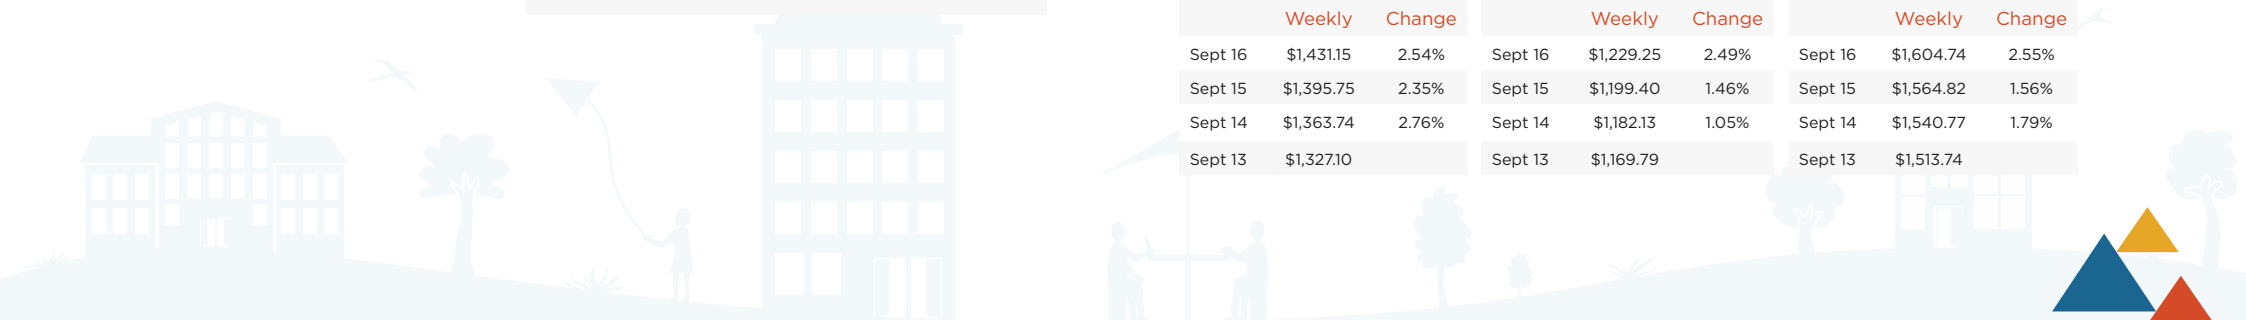 Weekly Change Weekly Change Weekly Change
Sept 16 $1,431.15 2.54% Sept 16 $1,229.25 2.49% Sept 16 $1,604.74 2.55%
Sept 15 $1,395.75 2.35% Sept 15 $1,199.40 1.46% Sept 15 $1,564.82 1.56%
Sept 14 $1,363.74 2.76% Sept 14 $1,182.13 1.05% Sept 14 $1,540.77 1.79%
Sept 13 $1,327.10 Sept 13 $1,169.79 Sept 13 $1,513.74